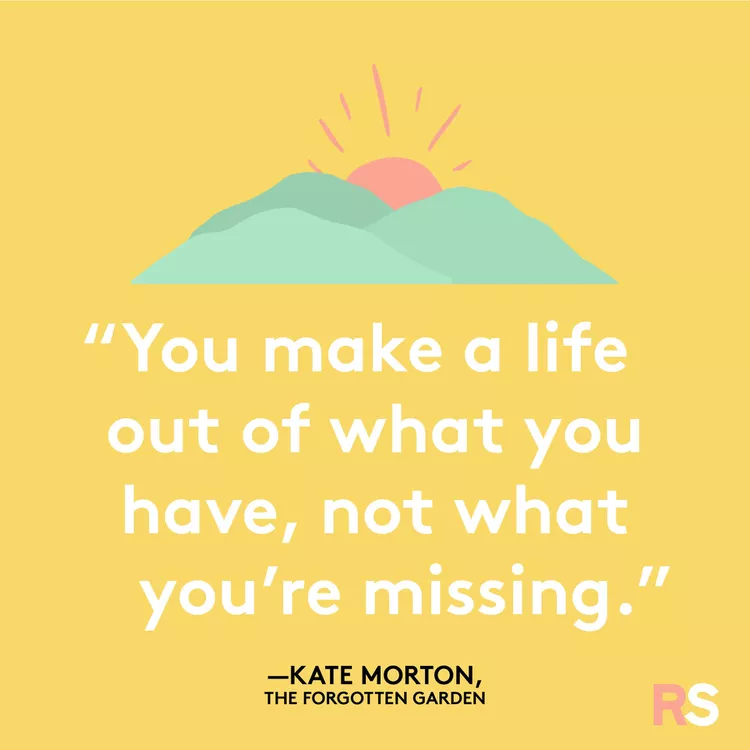 “You make a life
out of what you
have, not what
you’re missing.”
—KATE MORTON,
THE FORGOTTEN GARDEN
RS